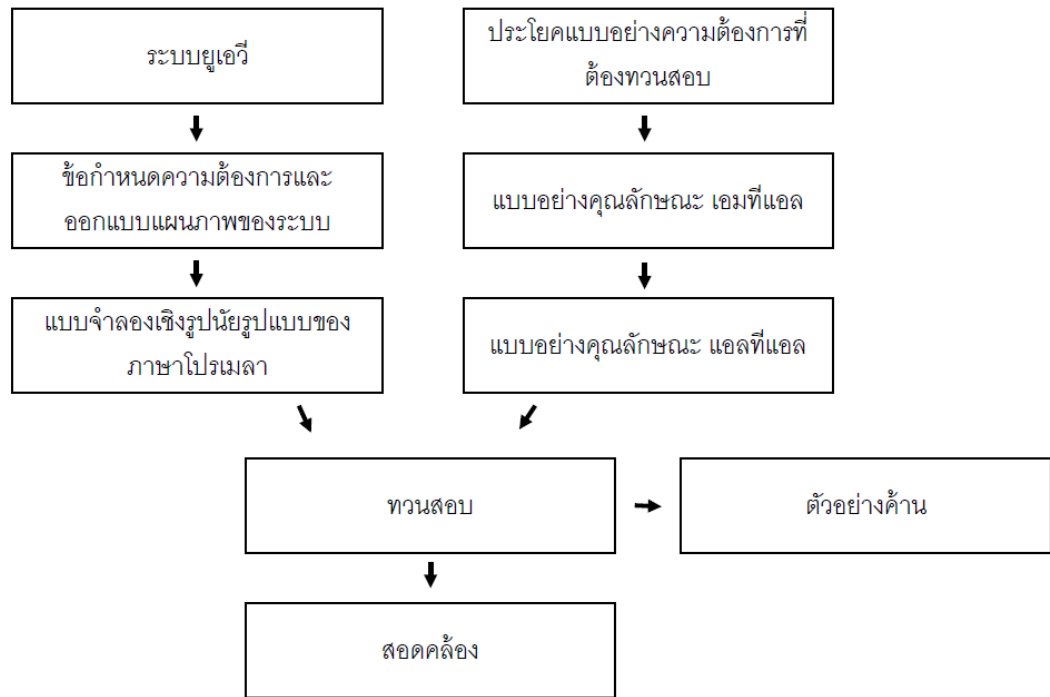 ระบบยูเอวี
ประโยคแบบอย่างความต้องการที่
ต้องทวนสอบ
ข้อกำหนดความต้องการและ
ออกแบบแผนภาพของระบบ
แบบอย่างคุณลักษณะ เอมทีแอล
แบบจำลองเชิงรูปนัยรูปแบบของ
ภาษาโปรเมลา
แบบอย่างคุณลักษณะ แอลทีแอล
ทวนสอบ
ตัวอย่างค้าน
สอดคล้อง